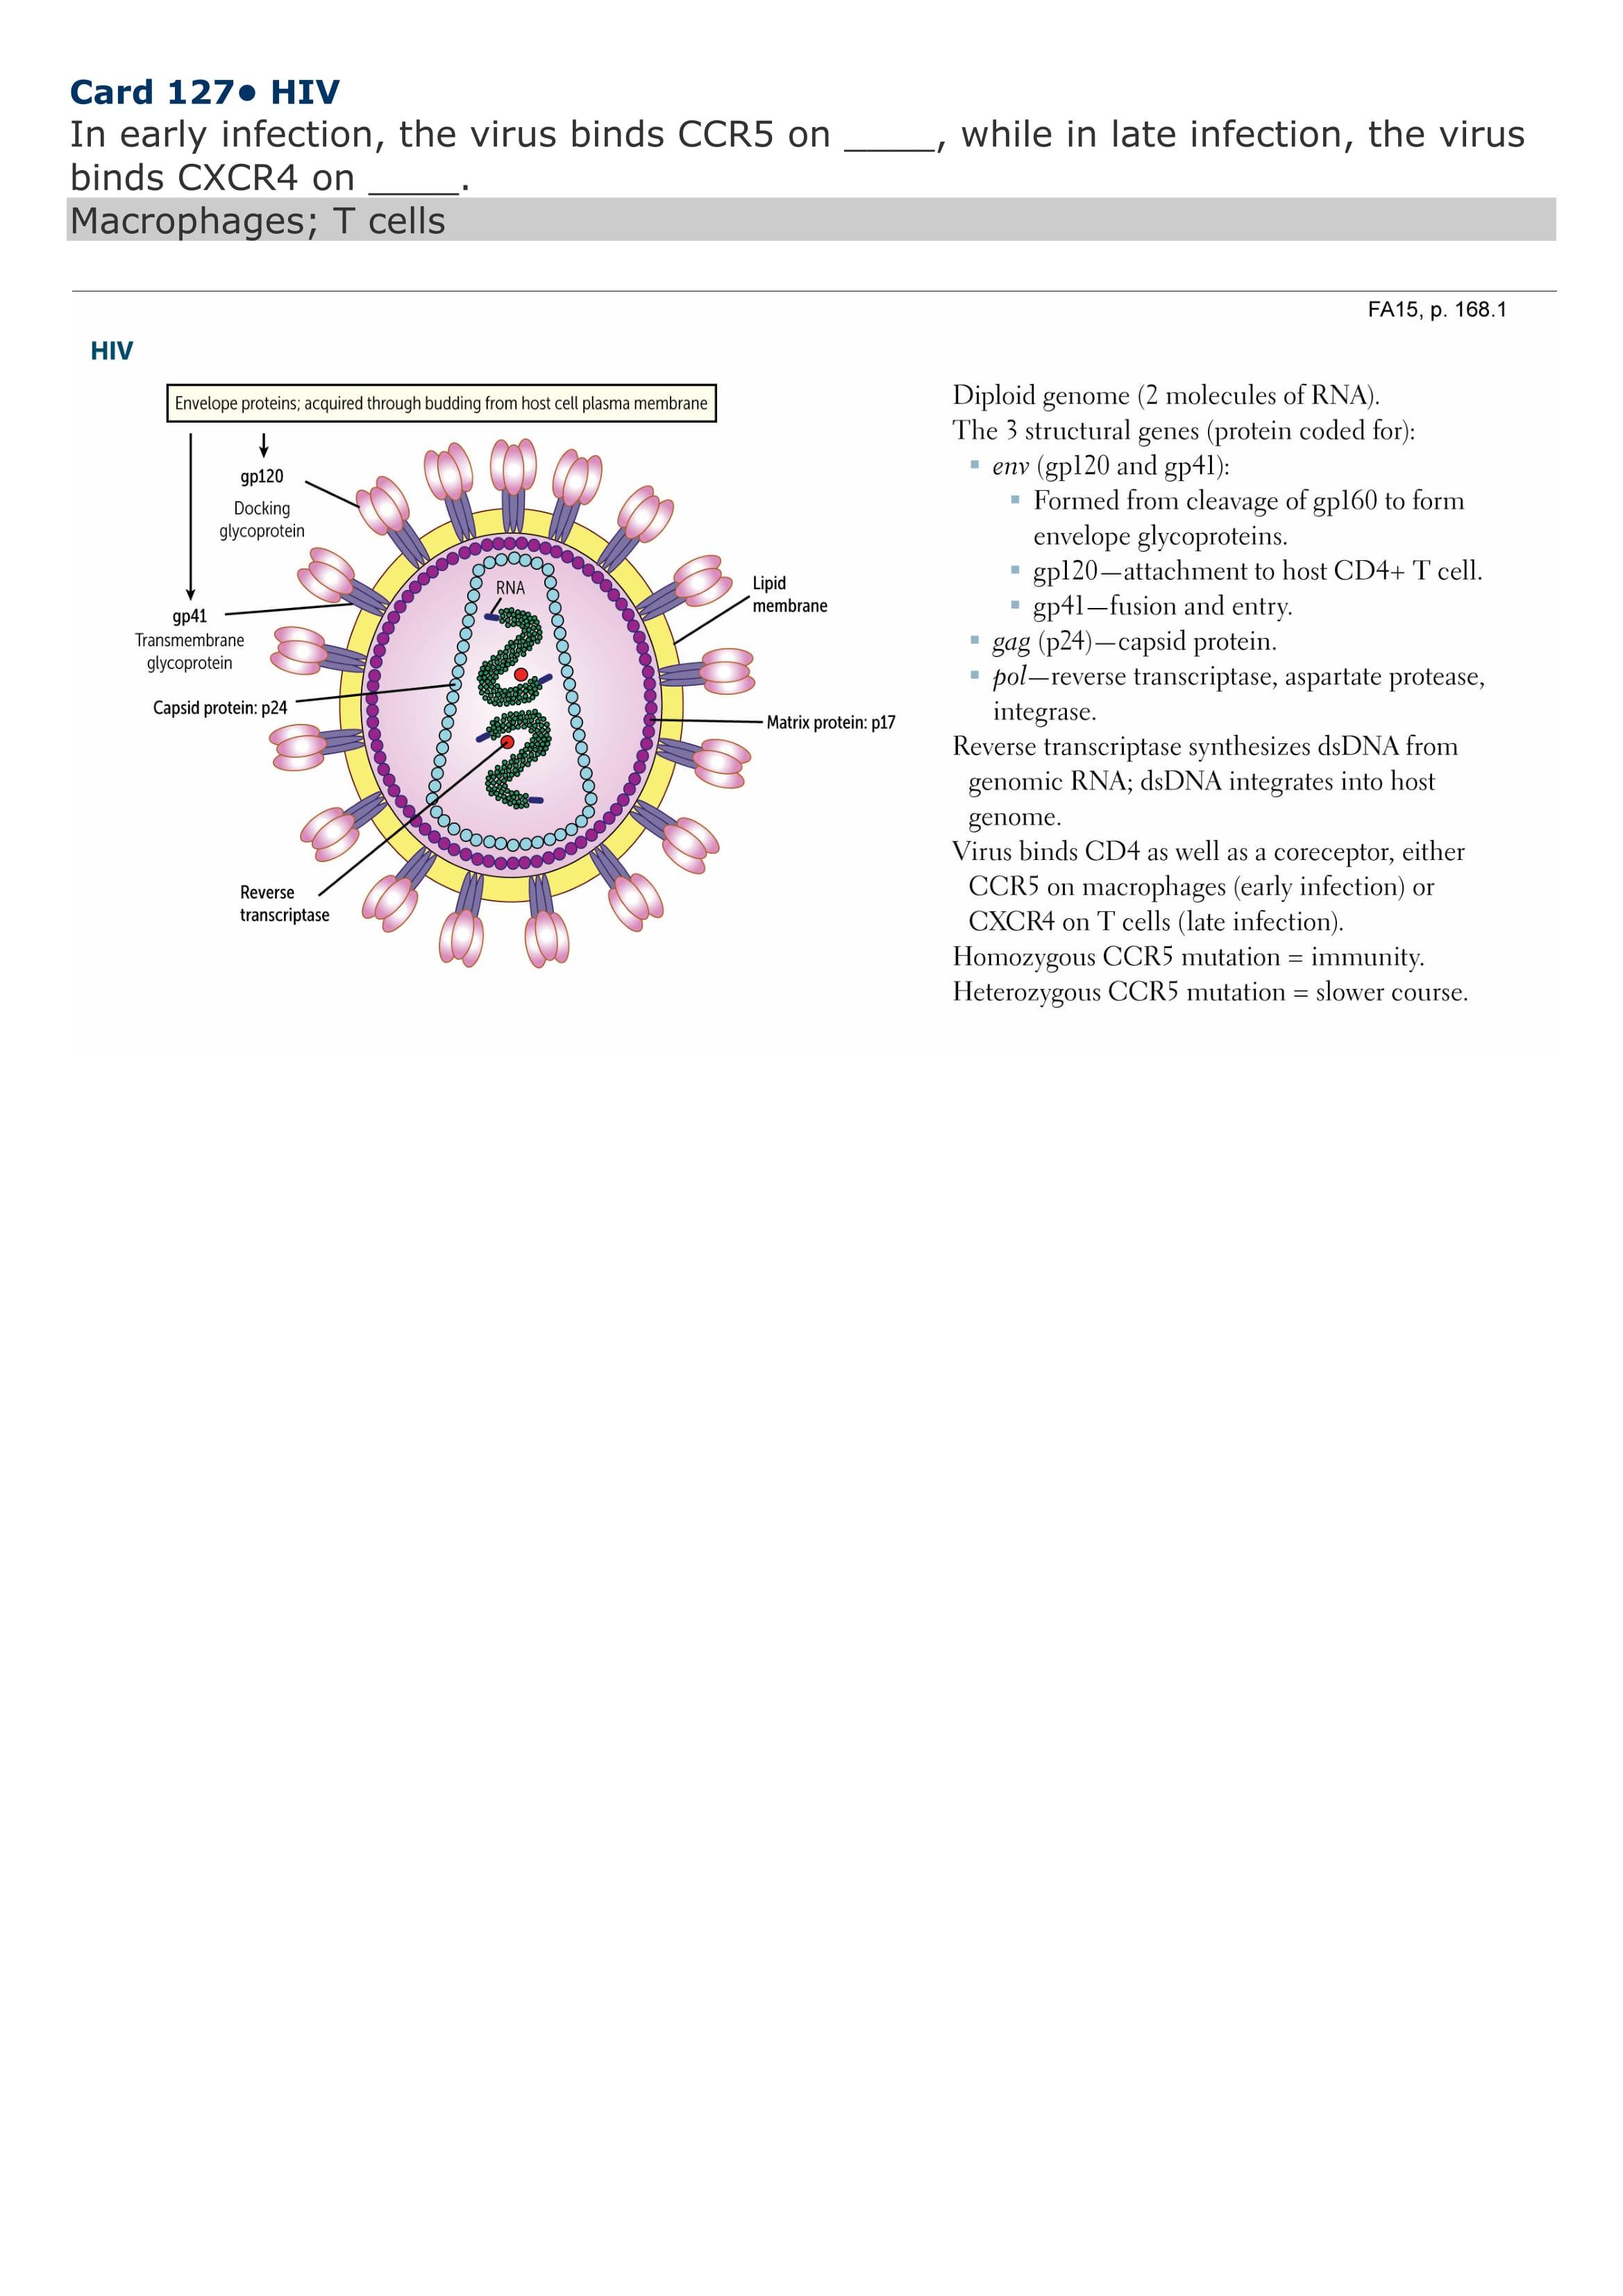 Card 127● HIV
In early infection, the virus binds CCR5 on _____, while in late infection, the virus
binds CXCR4 on _____.
Macrophages; T cells
FA15, p. 168.1
HIV
Envelope proteins; acquired through budding from host cell plasma membrane
gp120
Docking
glycoprotein
gp41
Transmembrane
glycoprotein
Capsid protein: p24
Reverse
transcriptase
RNA
Lipid
membrane
Matrix protein: p17
Diploid genome (2 molecules of RNA).
The 3 structural genes (protein coded for):
▪ env (gp120 and gp41):
▪ Formed from cleavage of gp160 to form
envelope glycoproteins.
▪ gp120—attachment to host CD4+ T cell.
▪ gp41—fusion and entry.
▪ gag (p24)—capsid protein.
▪ pol—reverse transcriptase, aspartate protease,
integrase.
Reverse transcriptase synthesizes dsDNA from
genomic RNA; dsDNA integrates into host
genome.
Virus binds CD4 as well as a coreceptor, either
CCR5 on macrophages (early infection) or
CXCR4 on T cells (late infection).
Homozygous CCR5 mutation = immunity.
Heterozygous CCR5 mutation = slower course.